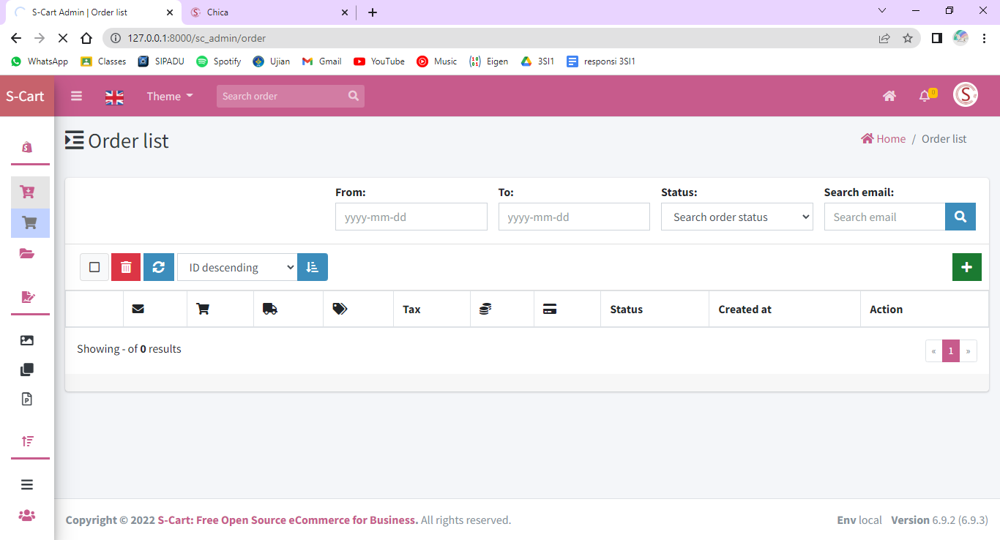 S-Cart Admin | Order list
Chica
127.0.0.1:8000/sc_admin/order
WhatsApp Classes SIPADU Spotify Ujian Gmail YouTube Music Eigen 3SI1 responsi 3SI1
S-Cart Theme Search order 0
Order list
Home / Order list
From: To: Status: Search email:
yyyy-mm-dd yyyy-mm-dd Search order status Search email
ID descending
Tax Status Created at Action
Showing - of 0 results
« 1 »
Copyright © 2022 S-Cart: Free Open Source eCommerce for Business. All rights reserved. Env local Version 6.9.2 (6.9.3)